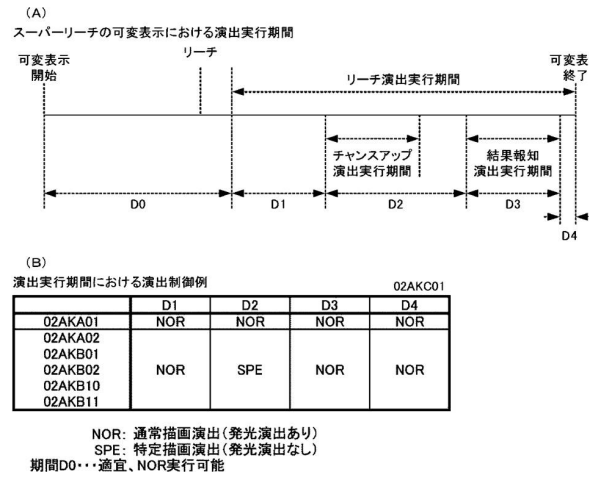 （A）
スーパーリーチの可変表示における演出実行期間
可変表示
開始
リーチ
可変表
終了
リーチ演出実行期間
チャンスアップ
演出実行期間
結果報知
演出実行期間
D0
D1
D2
D3
D4
（B）
演出実行期間における演出制御例
02AKC01
D1 D2 D3 D4
02AKA01 NOR NOR NOR NOR
02AKA02
02AKB01
02AKB02 NOR SPE NOR NOR
02AKB10
02AKB11
NOR: 通常描画演出（発光演出あり）
SPE: 特定描画演出（発光演出なし）
期間D0・・・適宜、NOR実行可能